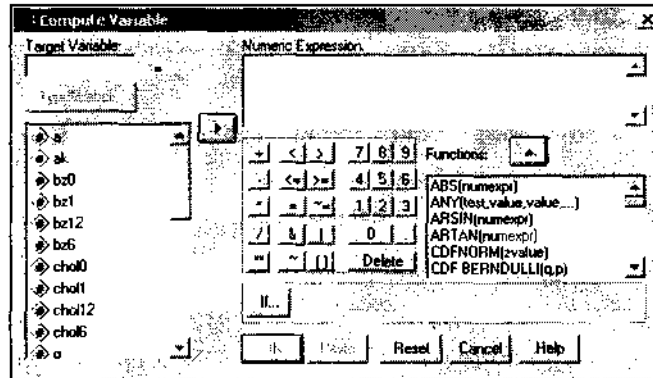 Compute Variable
Target Variable:
=
Numeric Expression:
a
ak
bz0
bz1
bz12
bz6
chol0
chol1
chol12
chol6
g
+ < > 7 8 9
- <= >= 4 5 6
* = ~= 1 2 3
/ & | 0 .
** ~ () Delete
Functions:
ABS(numexpr)
ANY(test,value,value,...)
ARSIN(numexpr)
ARTAN(numexpr)
CDFNORM(zvalue)
CDF.BERNOULLI(q,p)
If...
Reset
Cancel
Help